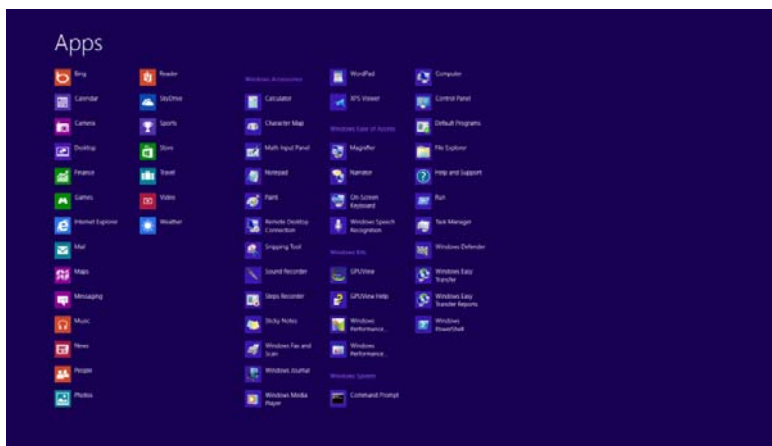 Apps
Bing
Calendar
Camera
Desktop
Finance
Games
Internet Explorer
Mail
Maps
Messaging
Music
News
People
Photos
Reader
SkyDrive
Sports
Store
Travel
Video
Weather
Windows Accessories
Calculator
Character Map
Math Input Panel
Notepad
Paint
Remote Desktop
Connection
Snipping Tool
Sound Recorder
Steps Recorder
Sticky Notes
Windows Fax and
Scan
Windows Journal
Windows Media
Player
WordPad
XPS Viewer
Windows Ease of Access
Magnifier
Narrator
On-Screen
Keyboard
Windows Speech
Recognition
Windows Kits
GPUView
GPUView Help
Windows
Performance...
Windows
Performance...
Windows System
Command Prompt
Computer
Control Panel
Default Programs
File Explorer
Help and Support
Run
Task Manager
Windows Defender
Windows Easy
Transfer
Windows Easy
Transfer Reports
Windows
PowerShell